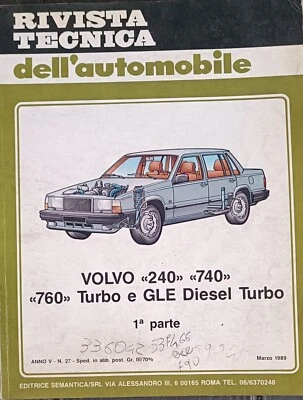 RIVISTA
TECNICA
dell'automobile
VOLVO «240» «740»
«760» Turbo e GLE Diesel Turbo
1ª parte
336042
ANNO V - N. 27 - Sped. in abb. post. Gr. III/70%
Marzo 1989
EDITRICE SEMANTICA/SRL VIA ALESSANDRO III, 6 00165 ROMA TEL. 06/6370248